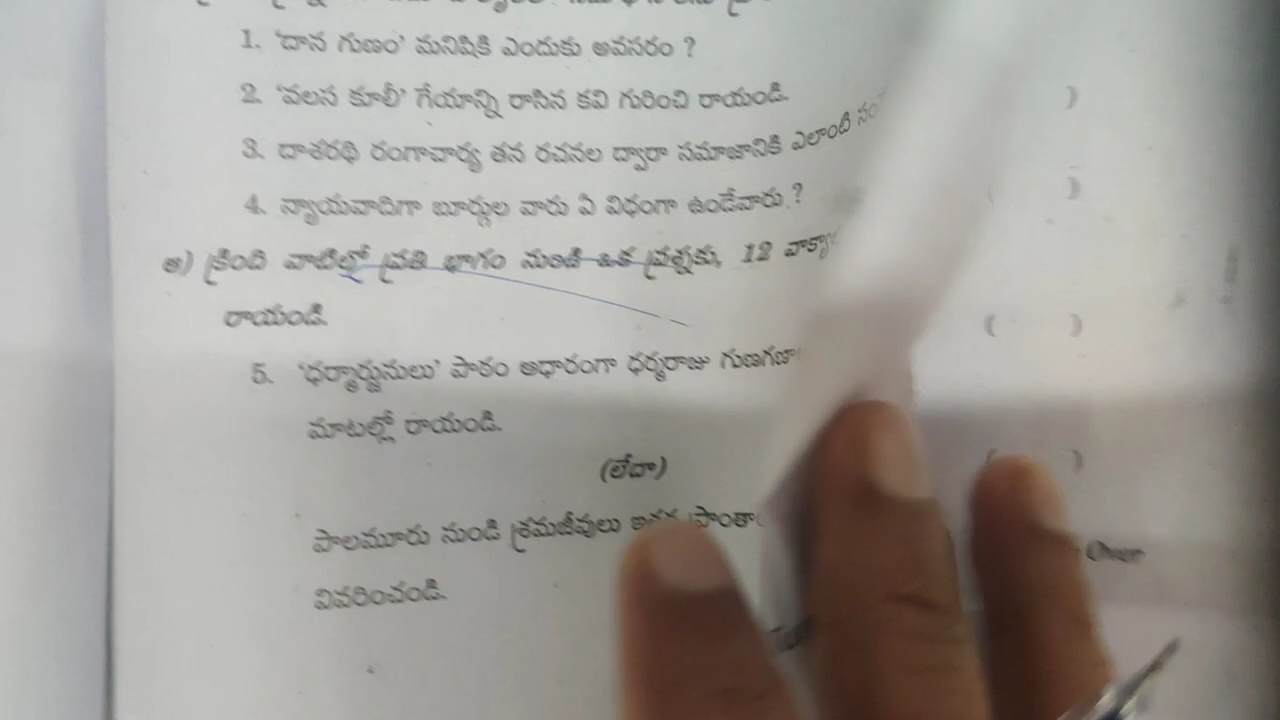 1. 'దాన గుణం' మనిషికి ఎందుకు అవసరం ?
2. 'వలస కూలీ' గేయాన్ని రాసిన కవి గురించి రాయండి. )
3. దాశరథి రంగాచార్య తన రచనల ద్వారా సమాజానికి ఎలాంటి
4. న్యాయవాదిగా బూర్గుల వారు ఏ విధంగా ఉండేవారు ? ( )
ఆ) క్రింది వాటిల్లో ప్రతి భాగం నుండి ఒక ప్రశ్నకు, 12
రాయండి. ( )
5. 'ధర్మార్జునులు' పాఠం ఆధారంగా ధర్మరాజు
మాటల్లో రాయండి.
(లేదా) ( )
పాలమూరు నుండి శ్రమజీవులు
Over
వివరించండి.